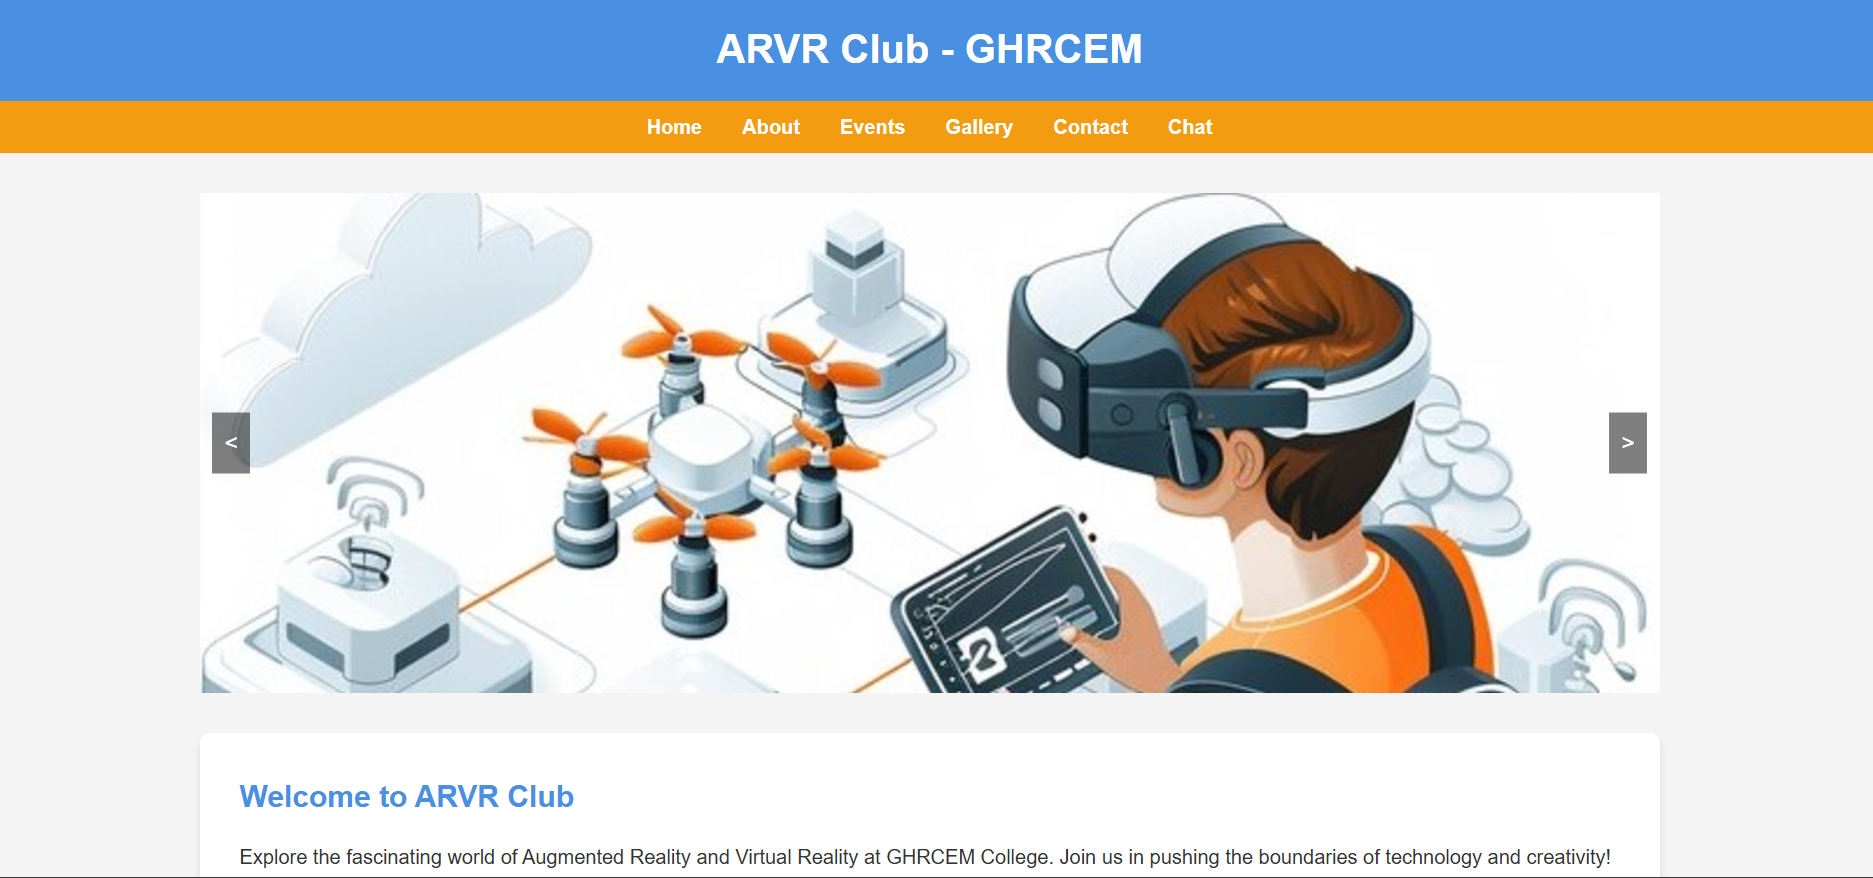 ARVR Club - GHRCEM
Home About Events Gallery Contact Chat
<
>
Welcome to ARVR Club
Explore the fascinating world of Augmented Reality and Virtual Reality at GHRCEM College. Join us in pushing the boundaries of technology and creativity!